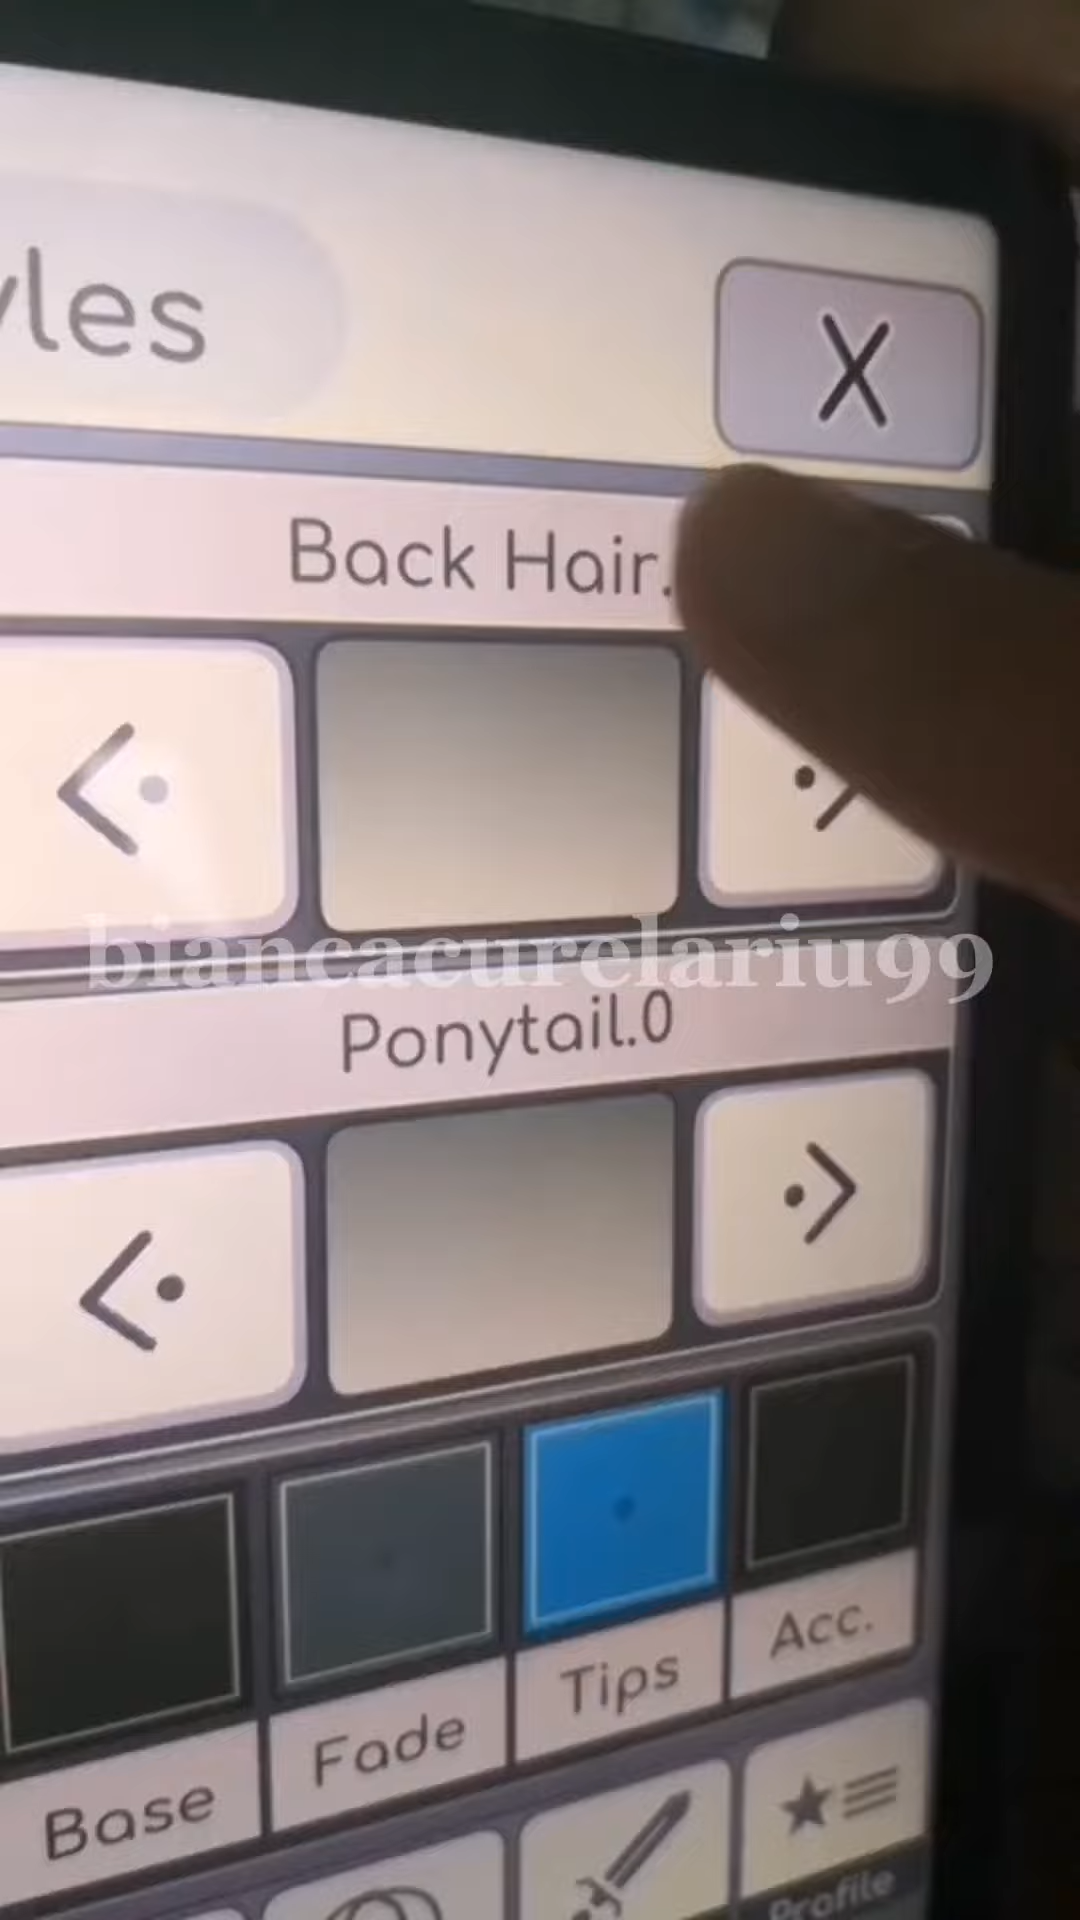 yles
X
Back Hair.
biancacurelariu99
Ponytail.0
Base
Fade
Tips
Acc.
Profile